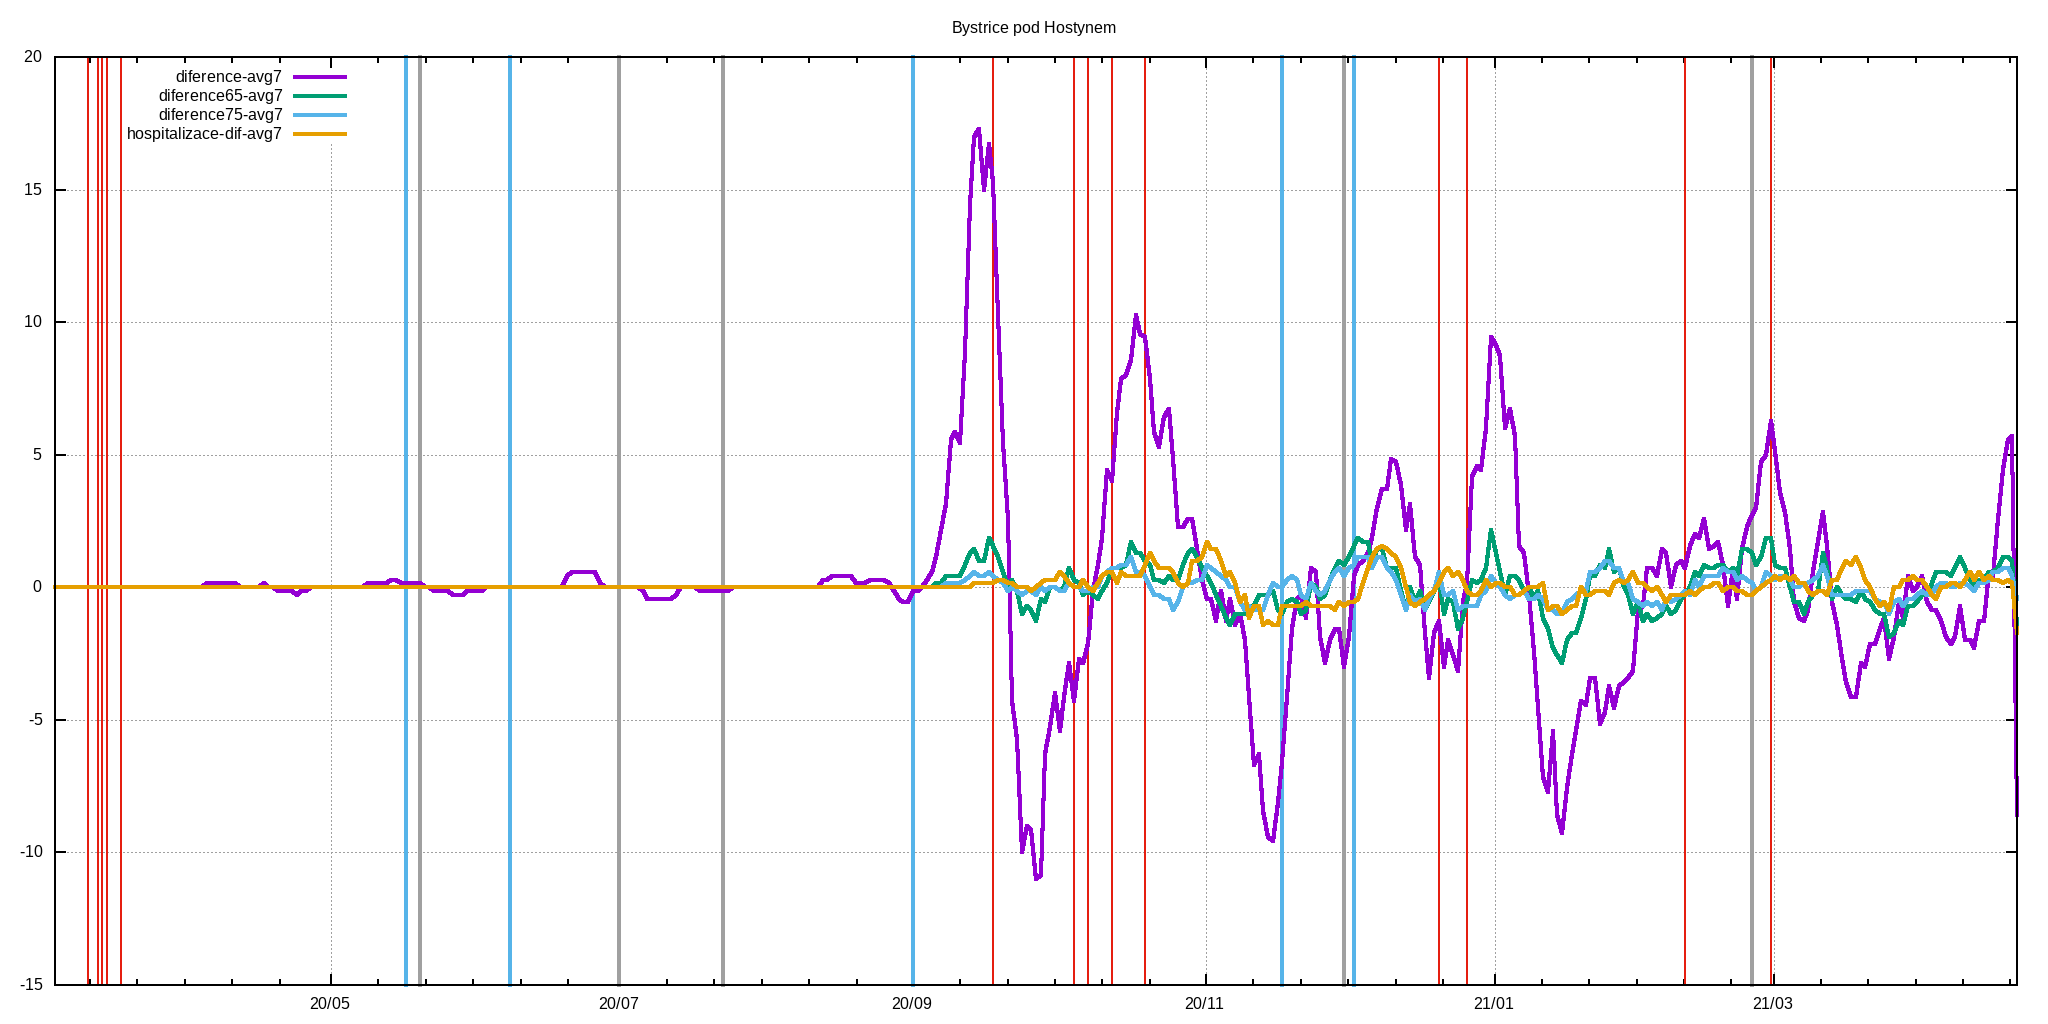 Bystrice pod Hostynem
diference-avg7
diference65-avg7
diference75-avg7
hospitalizace-dif-avg7
20
15
10
5
0
-5
-10
-15
20/05 20/07 20/09 20/11 21/01 21/03